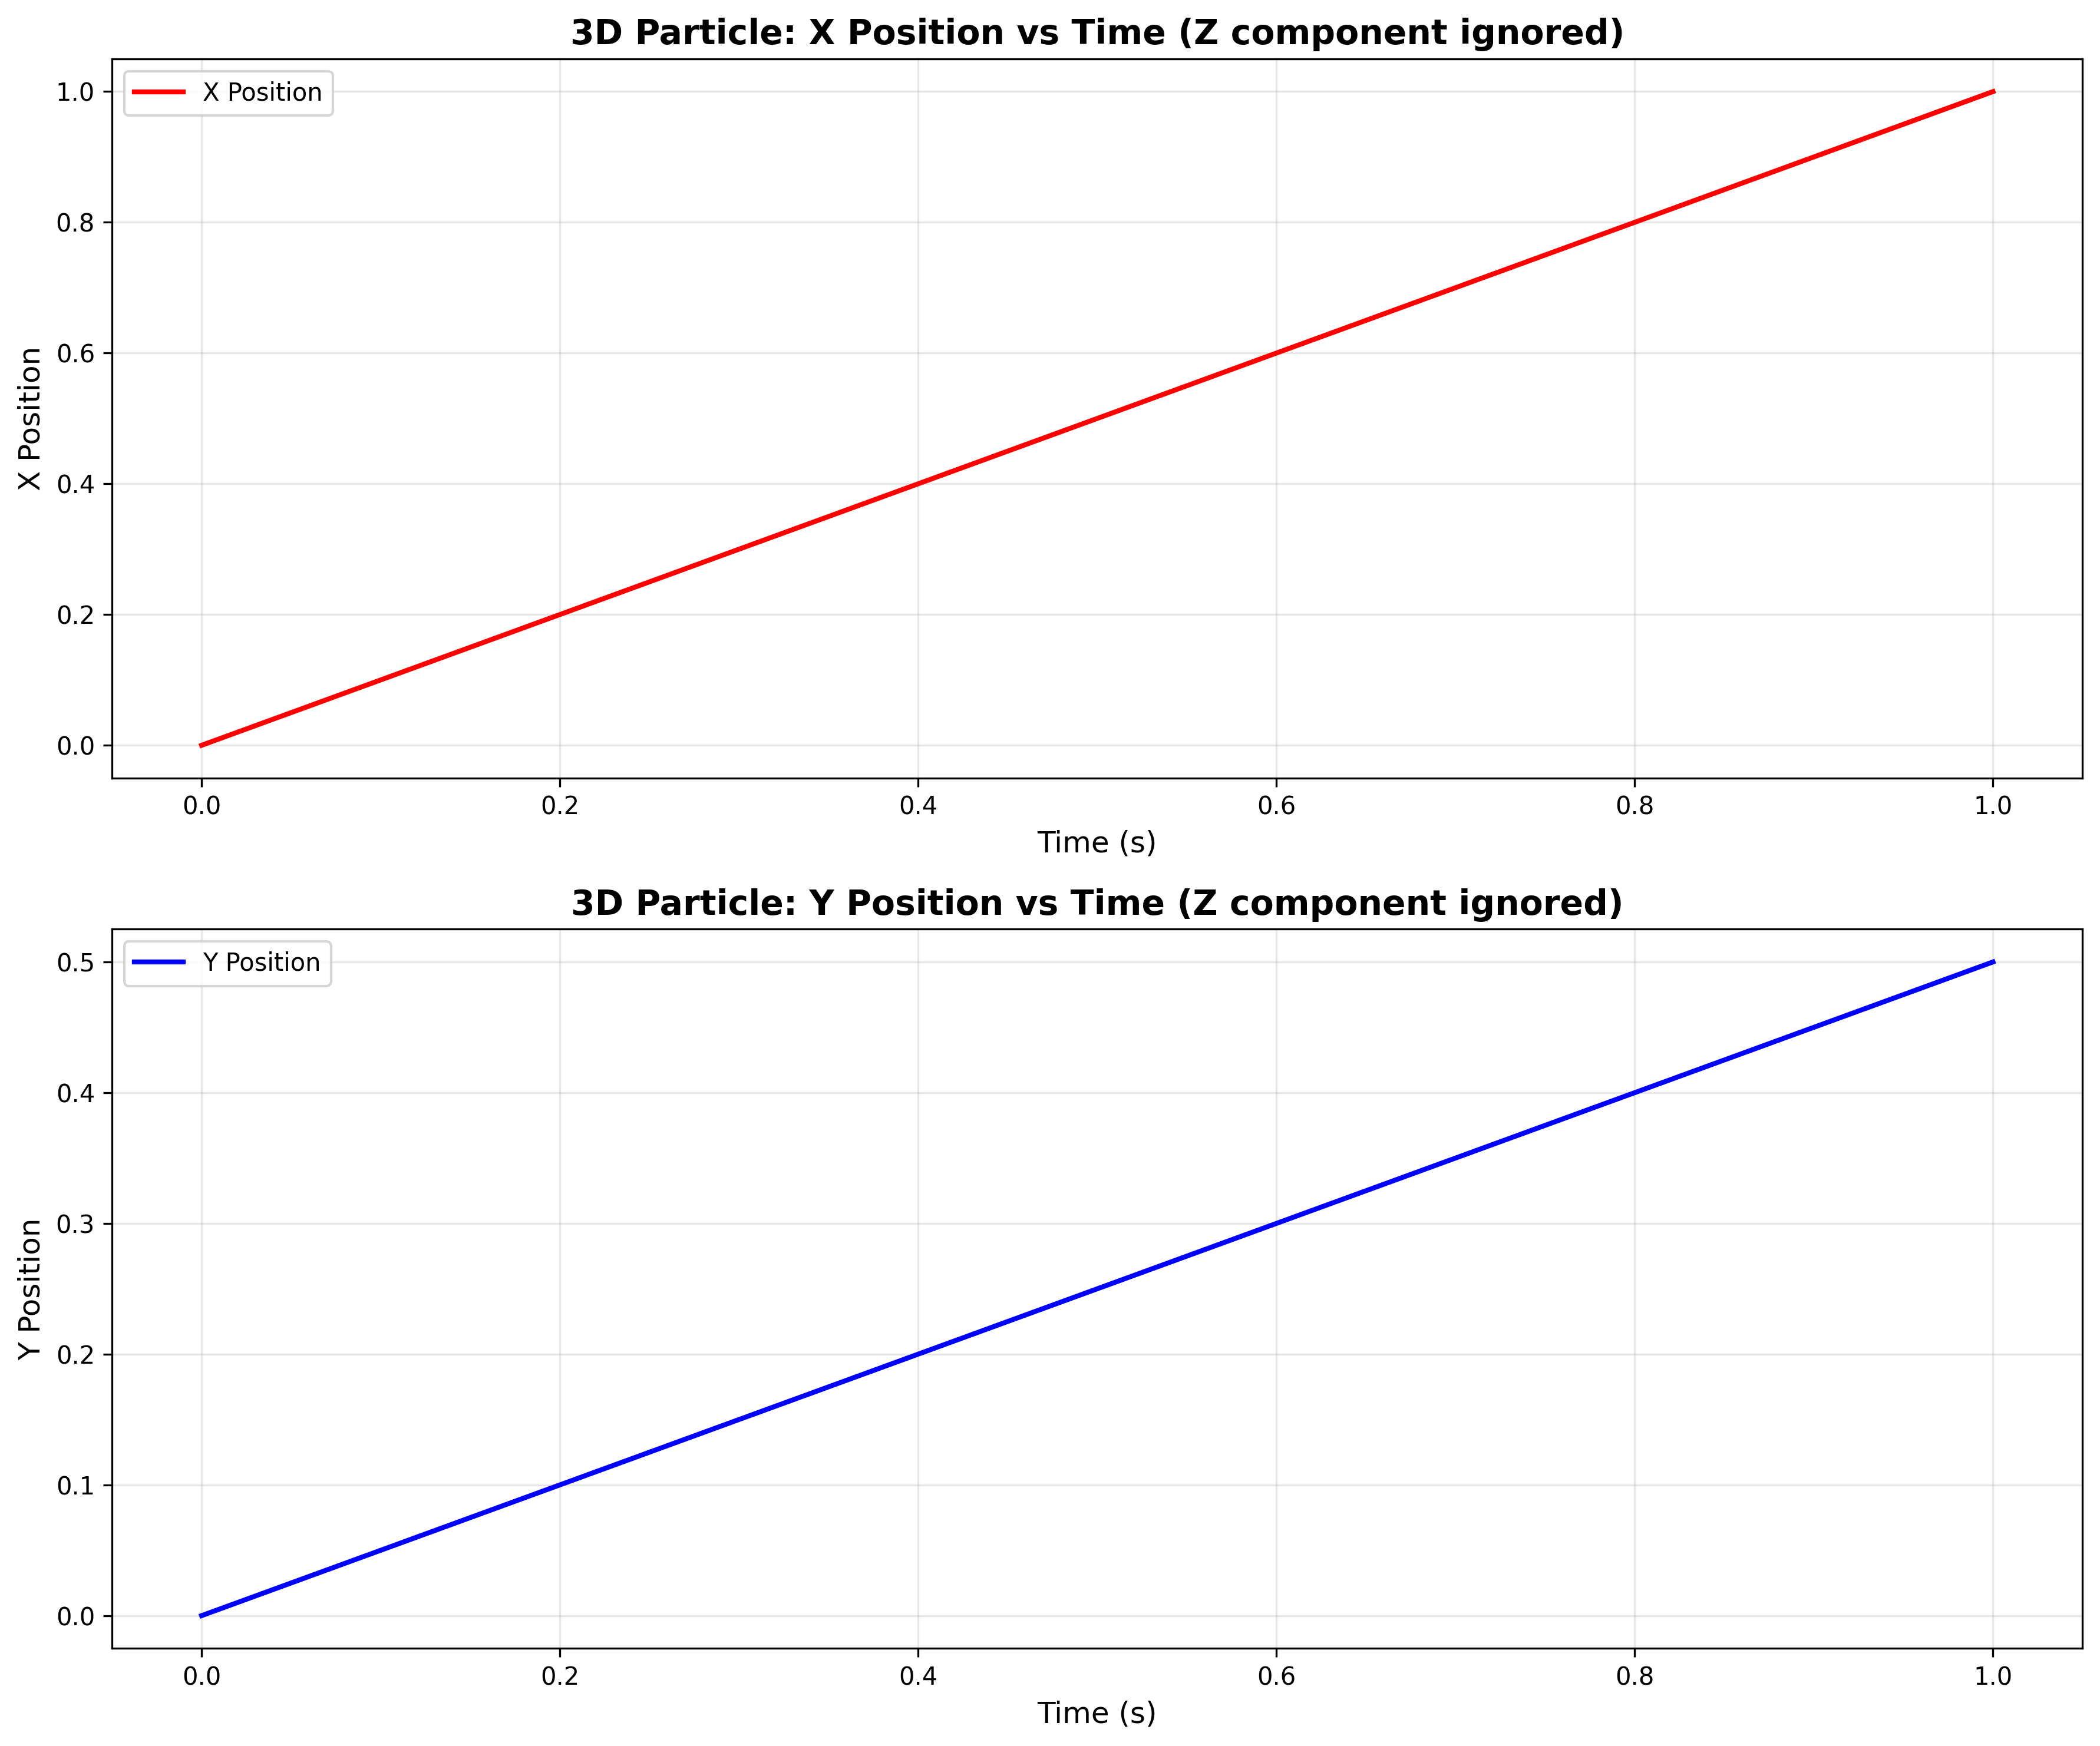 3D Particle: X Position vs Time (Z component ignored)
X Position
1.0
0.8
0.6
0.4
0.2
0.0
X Position
0.0 0.2 0.4 0.6 0.8 1.0
Time (s)
3D Particle: Y Position vs Time (Z component ignored)
Y Position
0.5
0.4
0.3
0.2
0.1
0.0
Y Position
0.0 0.2 0.4 0.6 0.8 1.0
Time (s)